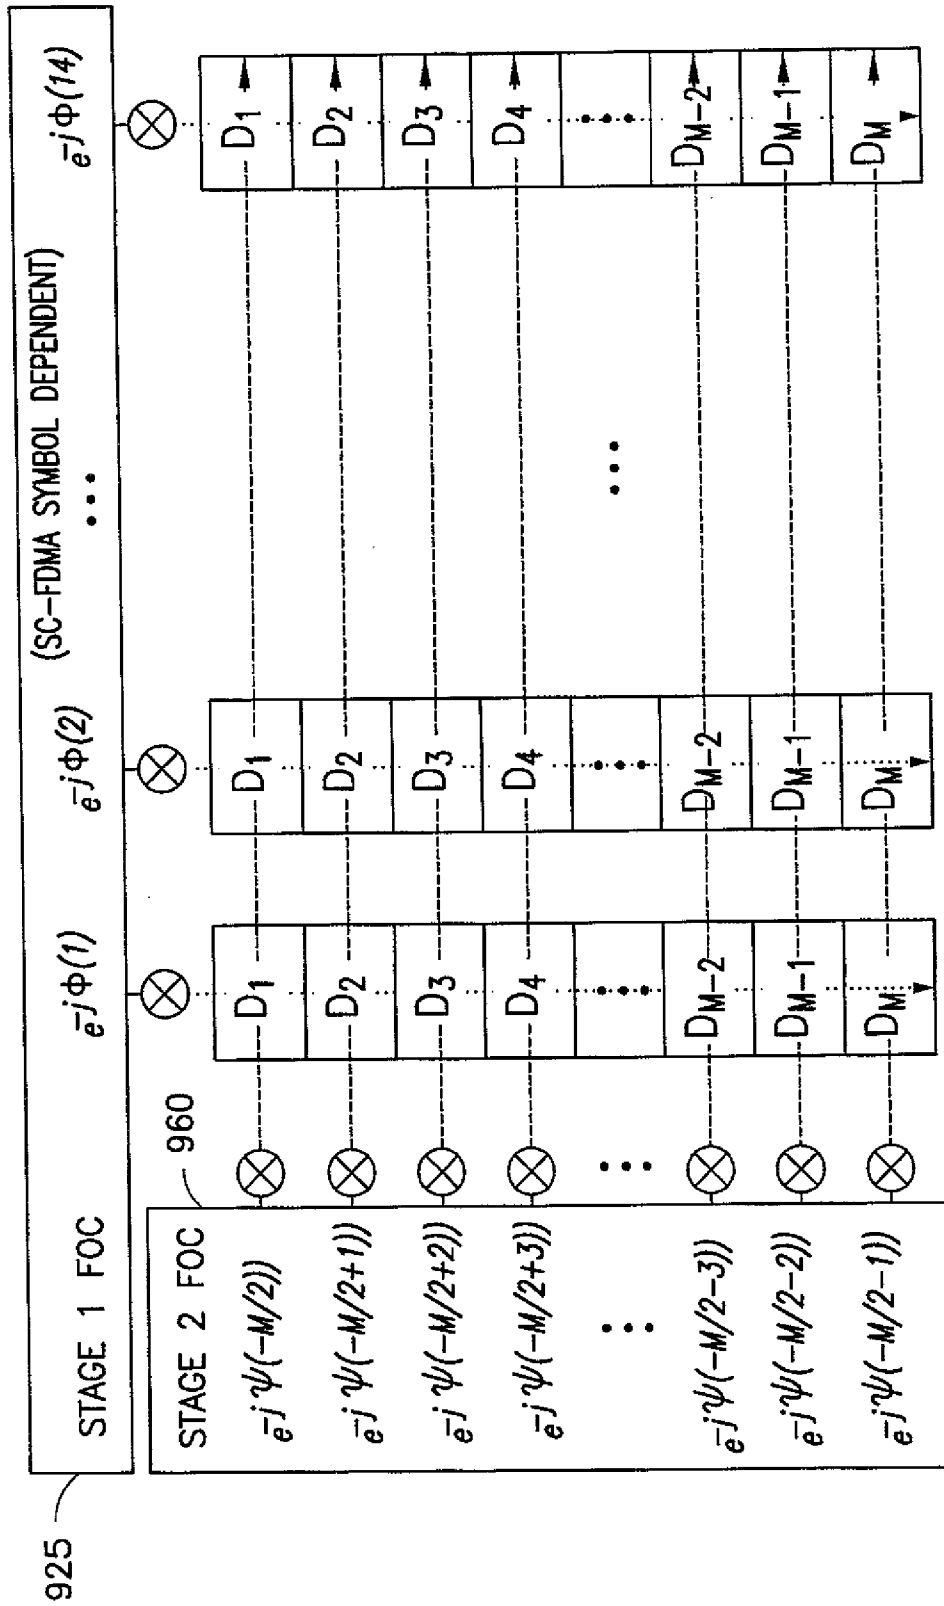 925
STAGE 1 FOC (SC-FDMA SYMBOL DEPENDENT)
e^-jΦ(1) e^-jΦ(2) ••• e^-jΦ(14)
STAGE 2 FOC 960
e^-jψ(-M/2)) D1 D1 D1
e^-jψ(-M/2+1)) D2 D2 D2
e^-jψ(-M/2+2)) D3 D3 D3
e^-jψ(-M/2+3)) D4 D4 D4
••• ••• ••• ••• ••• •••
e^-jψ(-M/2-3)) DM-2 DM-2 DM-2
e^-jψ(-M/2-2)) DM-1 DM-1 DM-1
e^-jψ(-M/2-1)) DM DM DM